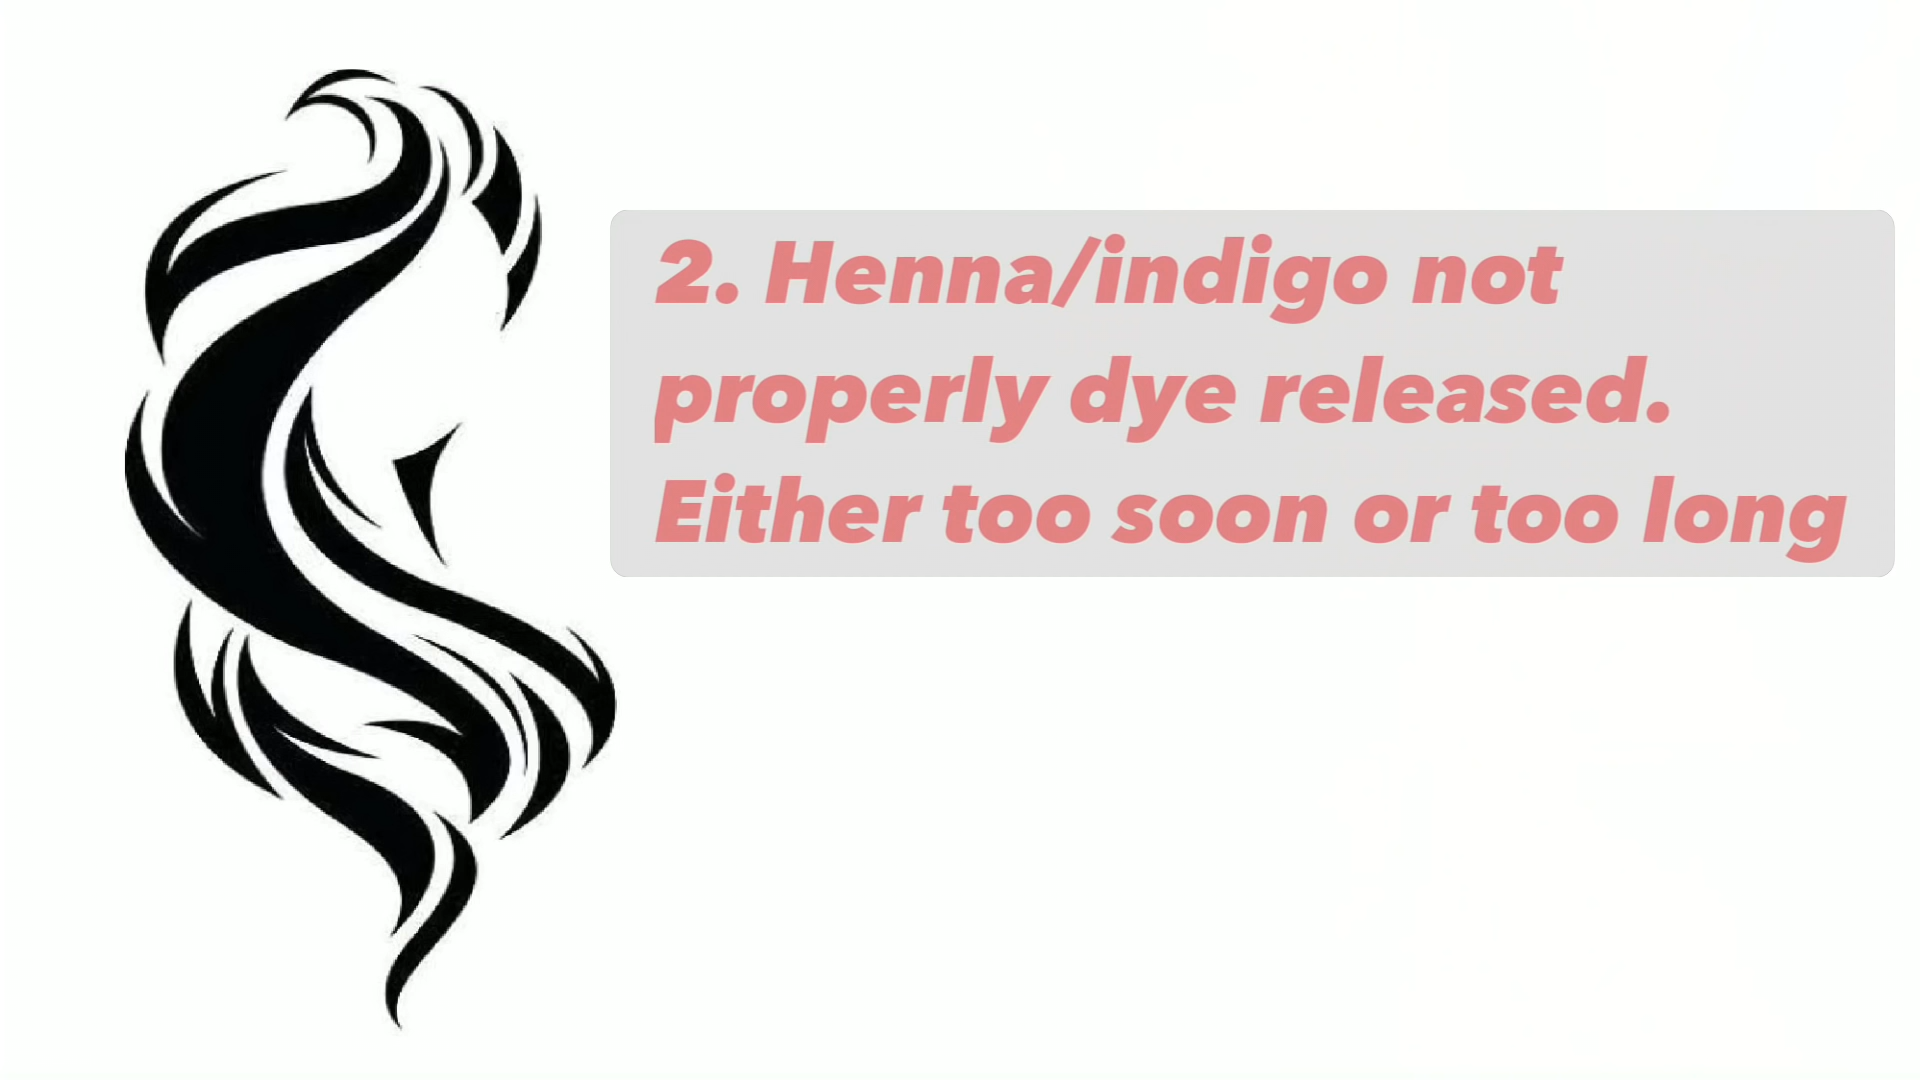 2. Henna/indigo not
properly dye released.
Either too soon or too long